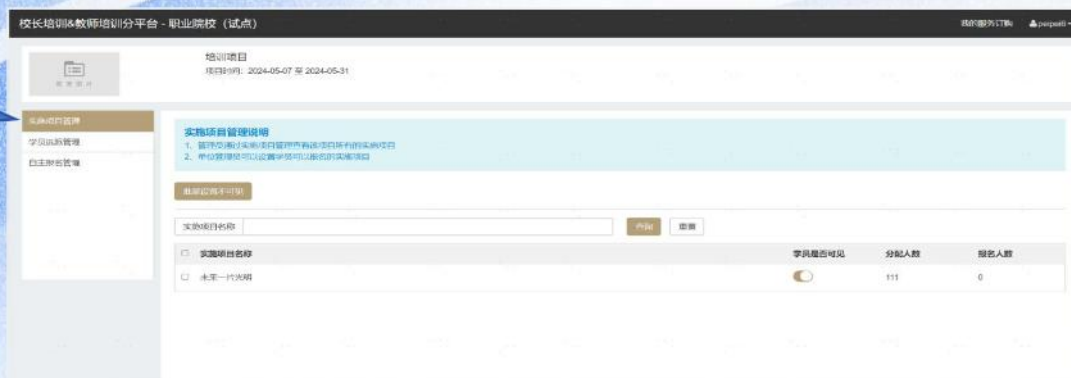 校长培训&教师培训分平台 - 职业院校（试点）
我的服务订购
培训项目
项目时间：2024-05-07 至 2024-05-31
实施项目管理
学员远程管理
自主报名管理
实施项目管理说明
1、管理员通过实施项目管理查看该项目所有的实施项目
2、单位管理员可以设置学员可以报名的实施项目
批量设置不可见
实施项目名称
查询 重置
实施项目名称 学员是否可见 分配人数 报名人数
未来一片光明 111 0